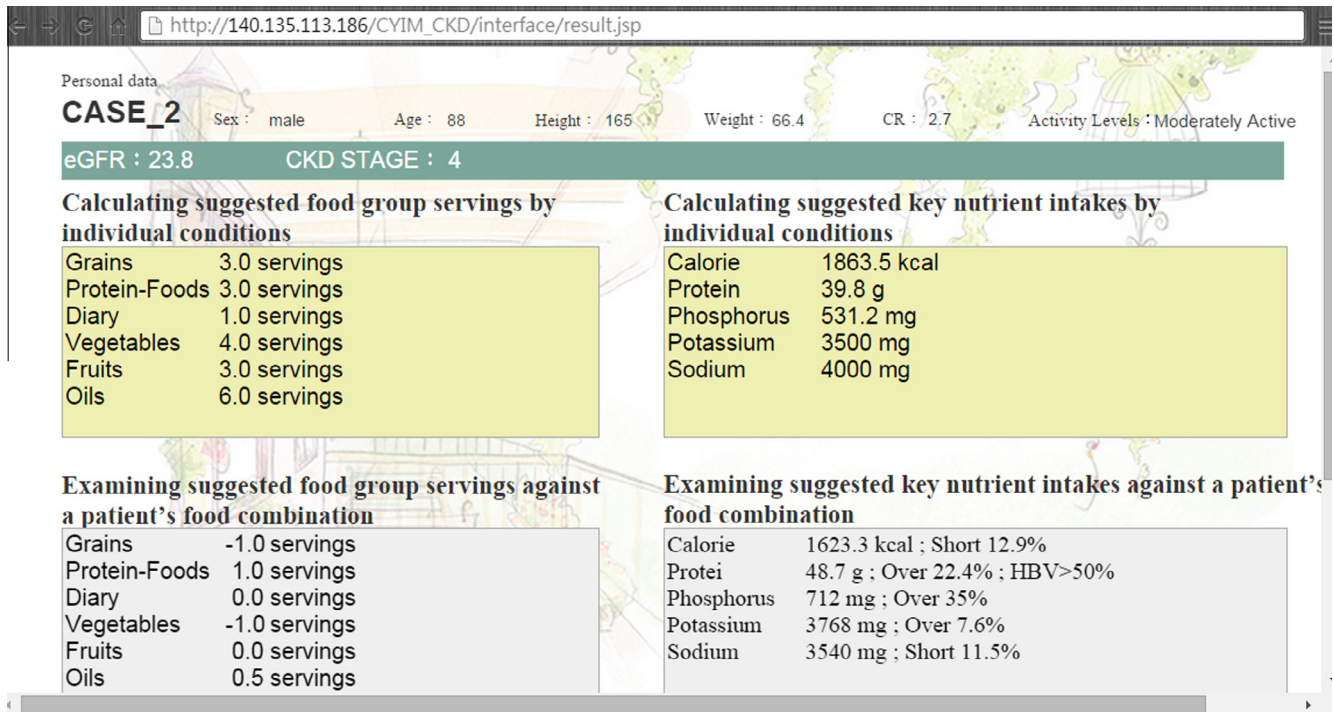 http://140.135.113.186/CYIM_CKD/interface/result.jsp
Personal data
CASE_2 Sex： male Age： 88 Height： 165 Weight：66.4 CR： 2.7 Activity Levels：Moderately Active
eGFR：23.8 CKD STAGE： 4
Calculating suggested food group servings by
individual conditions
Grains 3.0 servings
Protein-Foods 3.0 servings
Diary 1.0 servings
Vegetables 4.0 servings
Fruits 3.0 servings
Oils 6.0 servings
Calculating suggested key nutrient intakes by
individual conditions
Calorie 1863.5 kcal
Protein 39.8 g
Phosphorus 531.2 mg
Potassium 3500 mg
Sodium 4000 mg
Examining suggested food group servings against
a patient’s food combination
Grains -1.0 servings
Protein-Foods 1.0 servings
Diary 0.0 servings
Vegetables -1.0 servings
Fruits 0.0 servings
Oils 0.5 servings
Examining suggested key nutrient intakes against a patient’s
food combination
Calorie 1623.3 kcal ; Short 12.9%
Protei 48.7 g ; Over 22.4% ; HBV>50%
Phosphorus 712 mg ; Over 35%
Potassium 3768 mg ; Over 7.6%
Sodium 3540 mg ; Short 11.5%